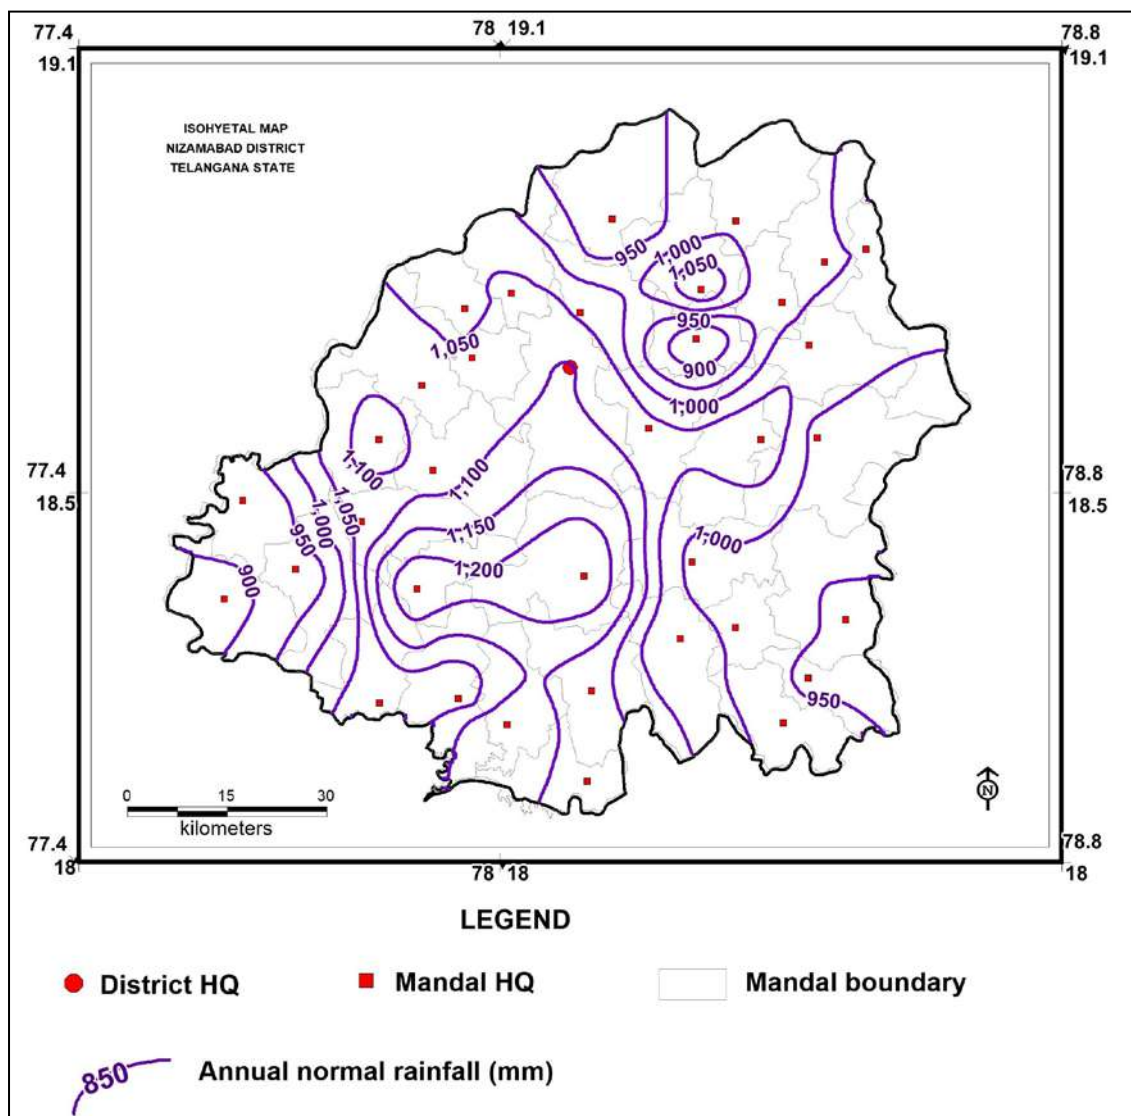 77.4
78 19.1
78.8
19.1
19.1
ISOHYETAL MAP
NIZAMABAD DISTRICT
TELANGANA STATE
950
1,000
1,050
950
900
1,050
1,000
1,100
1,100
77.4
18.5
78.8
18.5
950
1,000
1,050
1,150
1,000
900
1,200
950
0 15 30
kilometers
N
77.4
18
78 18
78.8
18
LEGEND
District HQ
Mandal HQ
Mandal boundary
850
Annual normal rainfall (mm)